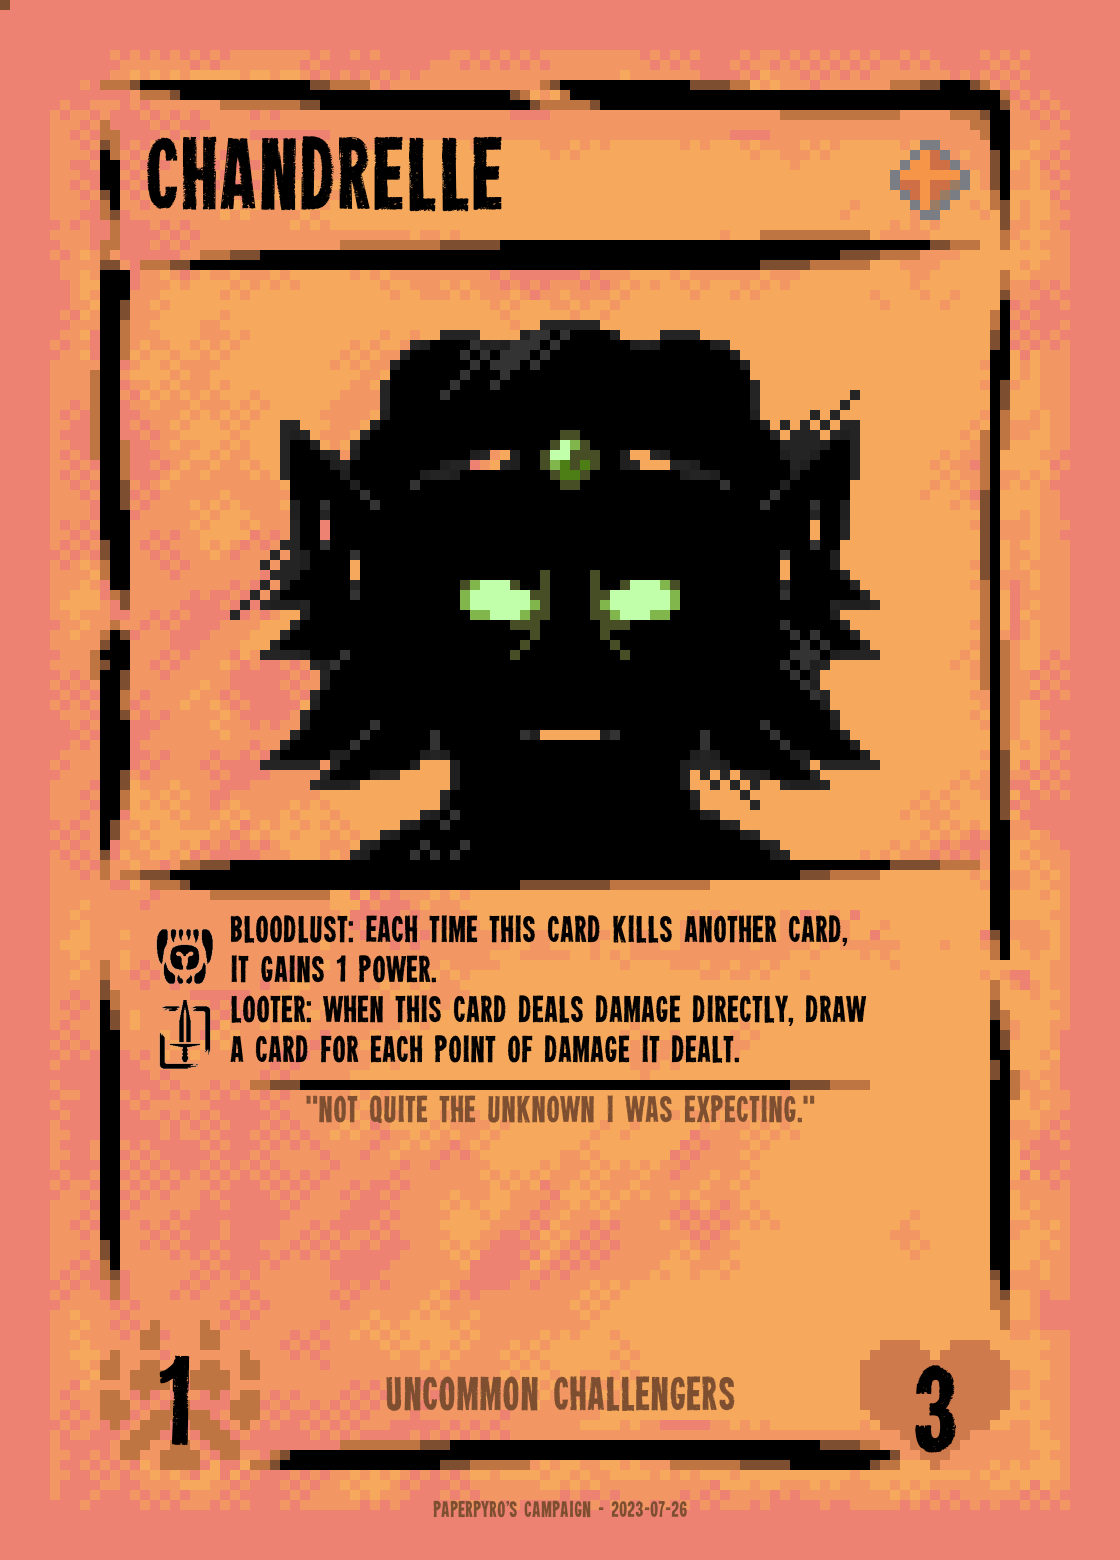 CHANDRELLE
BLOODLUST: EACH TIME THIS CARD KILLS ANOTHER CARD,
IT GAINS 1 POWER.
LOOTER: WHEN THIS CARD DEALS DAMAGE DIRECTLY, DRAW
A CARD FOR EACH POINT OF DAMAGE IT DEALT.
"NOT QUITE THE UNKNOWN I WAS EXPECTING."
1
UNCOMMON CHALLENGERS
3
PAPERPYRO'S CAMPAIGN - 2023-07-26